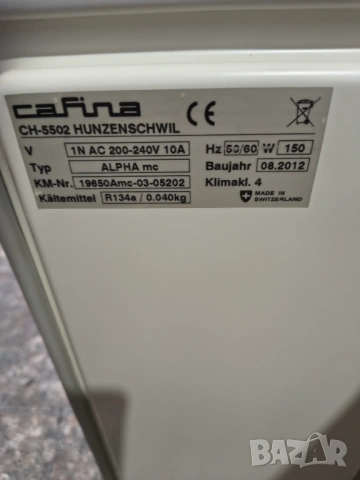 cafina CE
CH-5502 HUNZENSCHWIL
V 1N AC 200-240V 10A Hz 50/60 W 150
Typ ALPHA mc Baujahr 08.2012
KM-Nr. 19650Amc-03-05202 Klimakl. 4
Kältemittel R134a / 0.040kg MADE IN SWITZERLAND
BAZAR